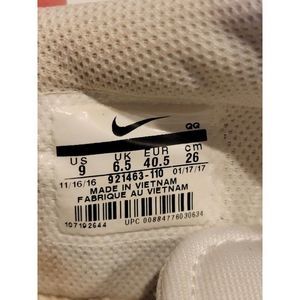 QQ
US UK EUR cm
9 6.5 40.5 26
11/16/16 921463-110 01/17/17
MADE IN VIETNAM
FABRIQUE AU VIETNAM
107192644
UPC 00884776030634